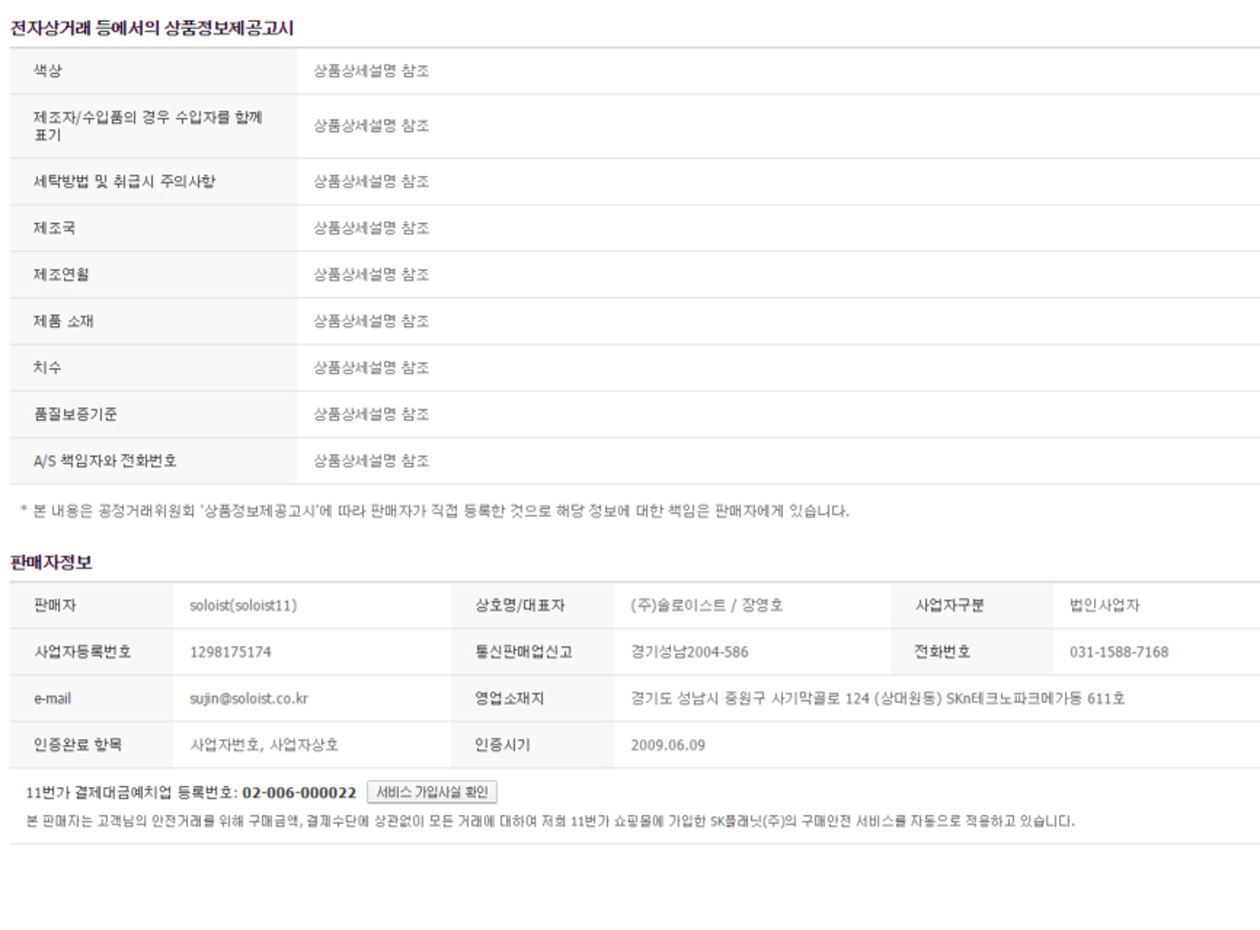 전자상거래 등에서의 상품정보제공고시
색상 상품상세설명 참조
제조자/수입품의 경우 수입자를 함께
표기 상품상세설명 참조
세탁방법 및 취급시 주의사항 상품상세설명 참조
제조국 상품상세설명 참조
제조연월 상품상세설명 참조
제품 소재 상품상세설명 참조
치수 상품상세설명 참조
품질보증기준 상품상세설명 참조
A/S 책임자와 전화번호 상품상세설명 참조
* 본 내용은 공정거래위원회 '상품정보제공고시'에 따라 판매자가 직접 등록한 것으로 해당 정보에 대한 책임은 판매자에게 있습니다.
판매자정보
판매자 soloist(soloist11) 상호명/대표자 (주)솔로이스트 / 장영호 사업자구분 법인사업자
사업자등록번호 1298175174 통신판매업신고 경기성남2004-586 전화번호 031-1588-7168
e-mail sujin@soloist.co.kr 영업소재지 경기도 성남시 중원구 사기막골로 124 (상대원동) SKn테크노파크메가동 611호
인증완료 항목 사업자번호, 사업자상호 인증시기 2009.06.09
11번가 결제대금예치업 등록번호: 02-006-000022 서비스 가입사실 확인
본 판매자는 고객님의 안전거래를 위해 구매금액, 결제수단에 상관없이 모든 거래에 대하여 저희 11번가 쇼핑몰에 가입한 SK플래닛(주)의 구매안전 서비스를 자동으로 적용하고 있습니다.